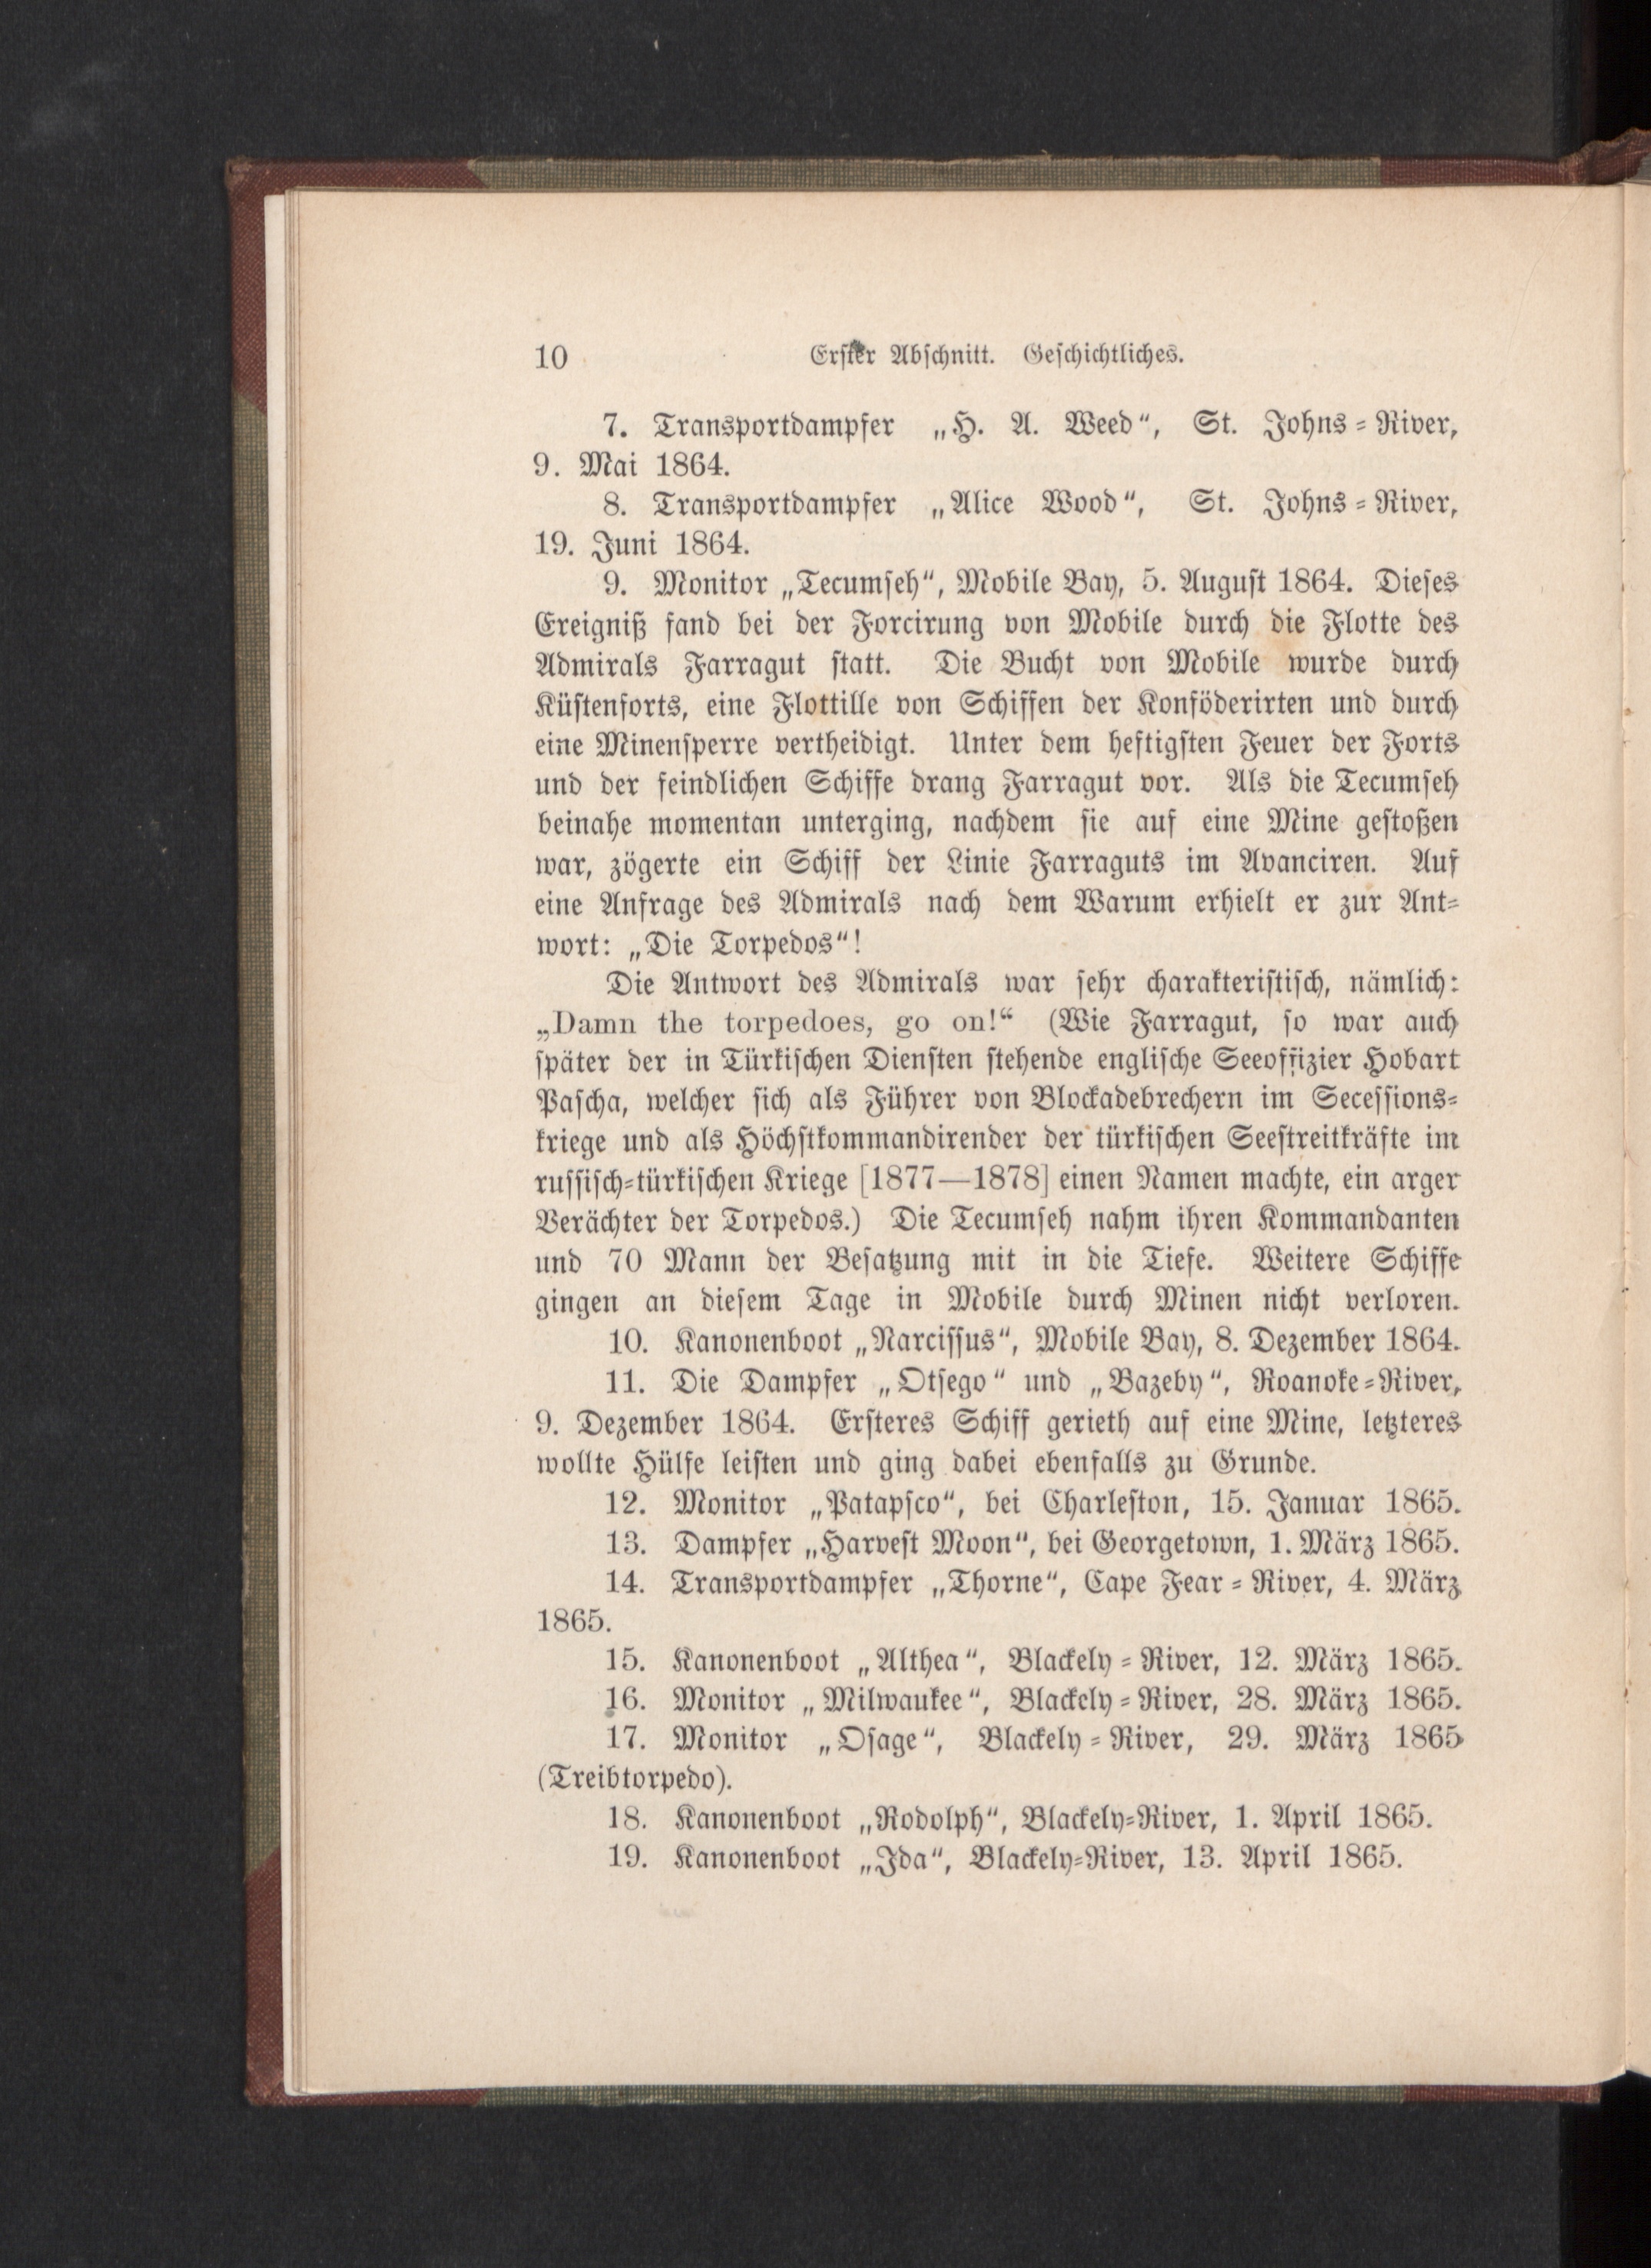 10 Erster Abschnitt. Geschichtliches.
7. Transportdampfer „H. A. Weed“, St. Johns-River,
9. Mai 1864.
8. Transportdampfer „Alice Wood“, St. Johns-River,
19. Juni 1864.
9. Monitor „Tecumseh“, Mobile Bay, 5. August 1864. Dieses
Ereigniß fand bei der Forcirung von Mobile durch die Flotte des
Admirals Farragut statt. Die Bucht von Mobile wurde durch
Küstenforts, eine Flottille von Schiffen der Konföderirten und durch
eine Minensperre vertheidigt. Unter dem heftigsten Feuer der Forts
und der feindlichen Schiffe drang Farragut vor. Als die Tecumseh
beinahe momentan unterging, nachdem sie auf eine Mine gestoßen
war, zögerte ein Schiff der Linie Farraguts im Avanciren. Auf
eine Anfrage des Admirals nach dem Warum erhielt er zur Ant-
wort: „Die Torpedos“!
Die Antwort des Admirals war sehr charakteristisch, nämlich:
„Damn the torpedoes, go on!“ (Wie Farragut, so war auch
später der in Türkischen Diensten stehende englische Seeoffizier Hobart
Pascha, welcher sich als Führer von Blockadebrechern im Secessions-
kriege und als Höchstkommandirender der türkischen Seestreitkräfte im
russisch-türkischen Kriege [1877—1878] einen Namen machte, ein arger
Verächter der Torpedos.) Die Tecumseh nahm ihren Kommandanten
und 70 Mann der Besatzung mit in die Tiefe. Weitere Schiffe
gingen an diesem Tage in Mobile durch Minen nicht verloren.
10. Kanonenboot „Narcissus“, Mobile Bay, 8. Dezember 1864.
11. Die Dampfer „Otsego“ und „Bazeby“, Roanoke-River,
9. Dezember 1864. Ersteres Schiff gerieth auf eine Mine, letzteres
wollte Hülfe leisten und ging dabei ebenfalls zu Grunde.
12. Monitor „Patapsco“, bei Charleston, 15. Januar 1865.
13. Dampfer „Harvest Moon“, bei Georgetown, 1. März 1865.
14. Transportdampfer „Thorne“, Cape Fear-River, 4. März
1865.
15. Kanonenboot „Althea“, Blackely-River, 12. März 1865.
16. Monitor „Milwaukee“, Blackely-River, 28. März 1865.
17. Monitor „Osage“, Blackely-River, 29. März 1865
(Treibtorpedo).
18. Kanonenboot „Rodolph“, Blackely-River, 1. April 1865.
19. Kanonenboot „Ida“, Blackely-River, 13. April 1865.